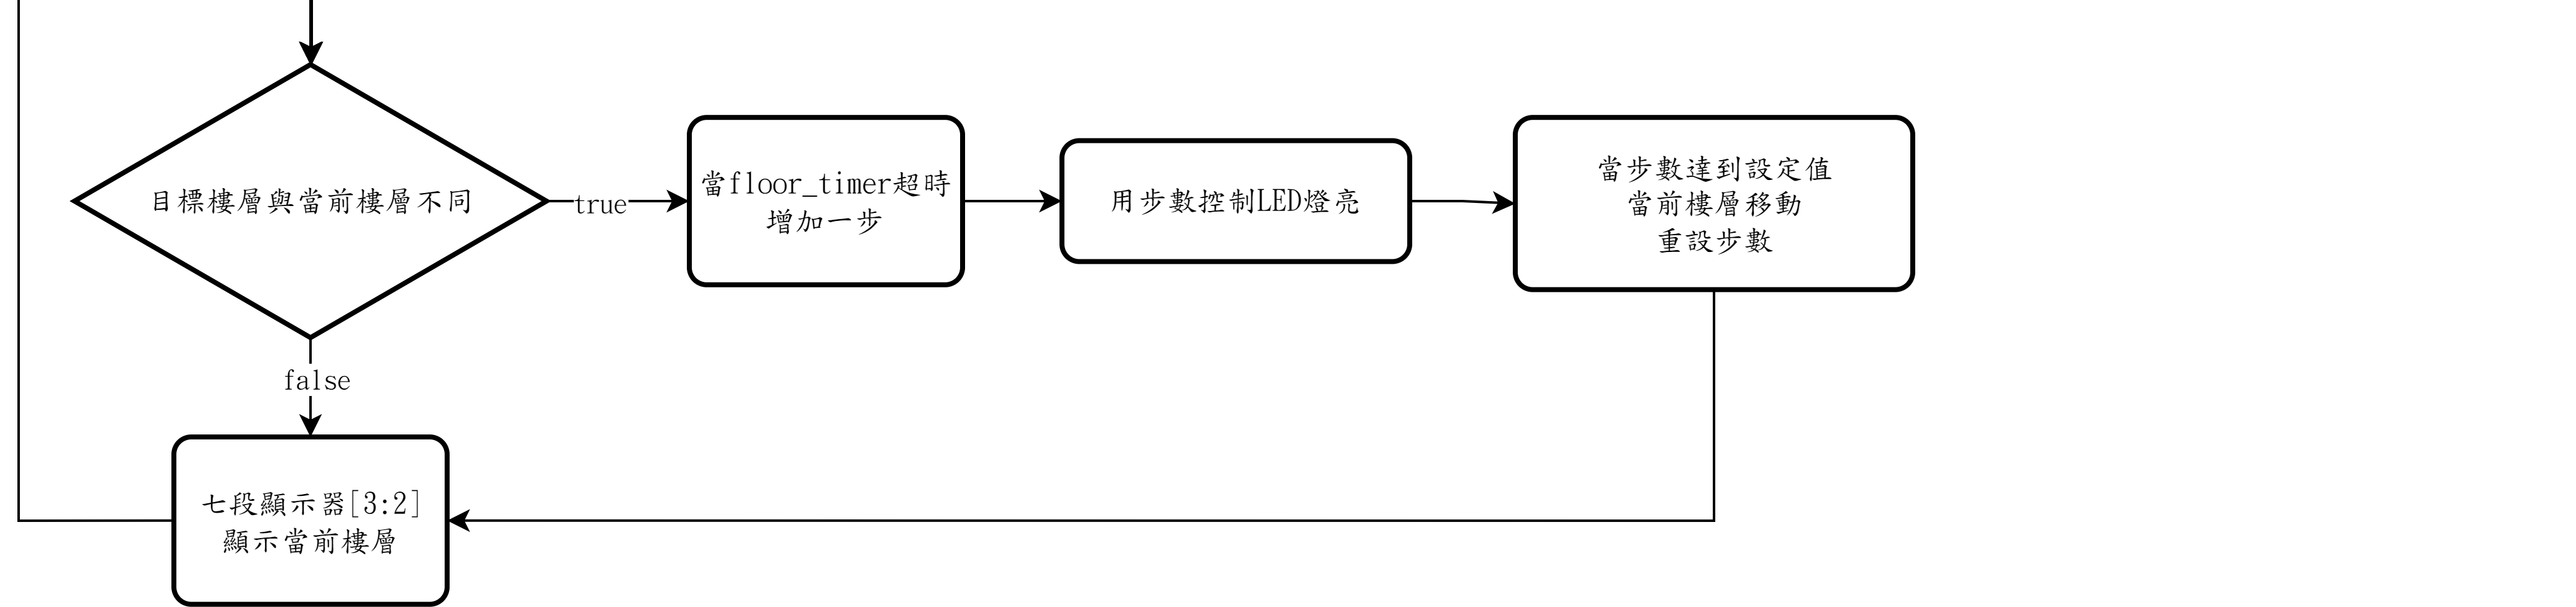 目標樓層與當前樓層不同
true
當floor_timer超時
增加一步
用步數控制LED燈亮
當步數達到設定值
當前樓層移動
重設步數
false
七段顯示器[3:2]
顯示當前樓層